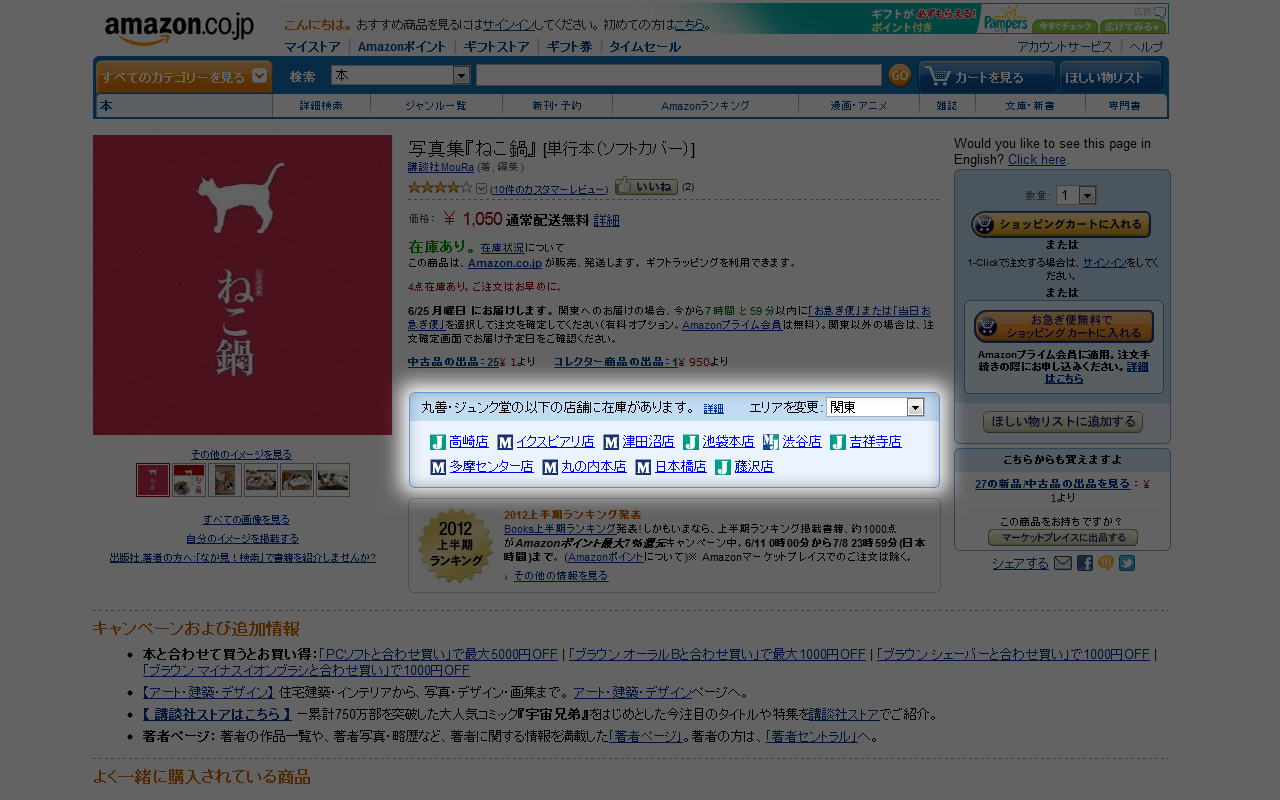 amazon.co.jp
こんにちは。おすすめ商品を見るにはサインインしてください。初めての方はこちら。
ギフトが必ずもらえる!
ポイント付き
Pampers
広告
今すぐチェック
広げてみる▼
マイストア | Amazonポイント | ギフトストア | ギフト券 | タイムセール
アカウントサービス | ヘルプ
すべてのカテゴリーを見る
検索
本
GO
カートを見る
ほしい物リスト
本
詳細検索
ジャンル一覧
新刊・予約
Amazonランキング
漫画・アニメ
雑誌
文庫・新書
専門書
ねこ鍋
その他のイメージを見る
すべての画像を見る
自分のイメージを掲載する
出版社、著者の方へ:「なか見！検索」で書籍を紹介しませんか?
写真集『ねこ鍋』 [単行本(ソフトカバー)]
講談社MouRa (著, 編集)
(10件のカスタマーレビュー)
いいね (2)
価格: ￥ 1,050 通常配送無料 詳細
在庫あり。 在庫状況について
この商品は、Amazon.co.jp が販売、発送します。 ギフトラッピングを利用できます。
4点在庫あり。ご注文はお早めに。
6/25 月曜日 にお届けします。 関東へのお届けの場合、今から7 時間 と 59 分以内に「お急ぎ便」または「当日お
急ぎ便」を選択して注文を確定してください(有料オプション。Amazonプライム会員は無料)。関東以外の場合は、注
文確定画面でお届け予定日をご確認ください。
中古品の出品：25￥ 1より
コレクター商品の出品：1￥ 950より
丸善・ジュンク堂の以下の店舗に在庫があります。 詳細
エリアを変更: 関東
高崎店 イクスピアリ店 津田沼店 池袋本店 渋谷店 吉祥寺店
多摩センター店 丸の内本店 日本橋店 藤沢店
2012
上半期
ランキング
2012上半期ランキング発表
Books上半期ランキング発表!しかもいまなら、上半期ランキング掲載書籍、約1000点
がAmazonポイント最大7%還元キャンペーン中。6/11 0時00分から7/8 23時59分(日本
時間)まで。(Amazonポイントについて)※ Amazonマーケットプレイスでのご注文は除く。
› その他の情報を見る
Would you like to see this page in
English? Click here.
数量: 1
ショッピングカートに入れる
または
1-Clickで注文する場合は、サインインをしてく
ださい。
または
お急ぎ便無料で
ショッピングカートに入れる
Amazonプライム会員に適用。注文手
続きの際にお申し込みください。詳細
はこちら
ほしい物リストに追加する
こちらからも買えますよ
27の新品/中古品の出品を見る：￥
1より
この商品をお持ちですか？
マーケットプレイスに出品する
シェアする
キャンペーンおよび追加情報
• 本と合わせて買うとお買い得：「PCソフトと合わせ買い」で最大5000円OFF | 「ブラウン オーラルBと合わせ買い」で最大1000円OFF | 「ブラウン シェーバーと合わせ買い」で1000円OFF |
「ブラウン マイナスイオンブラシと合わせ買い」で1000円OFF
• 【アート・建築・デザイン】 住宅建築・インテリアから、写真・デザイン・画集まで。 アート・建築・デザインページへ。
• 【 講談社ストアはこちら 】 －累計750万部を突破した大人気コミック『宇宙兄弟』をはじめとした今注目のタイトルや特集を講談社ストアでご紹介。
• 著者ページ： 著者の作品一覧や、著者写真・略歴など、著者に関する情報を満載した「著者ページ」。著者の方は、「著者セントラル」へ。
よく一緒に購入されている商品